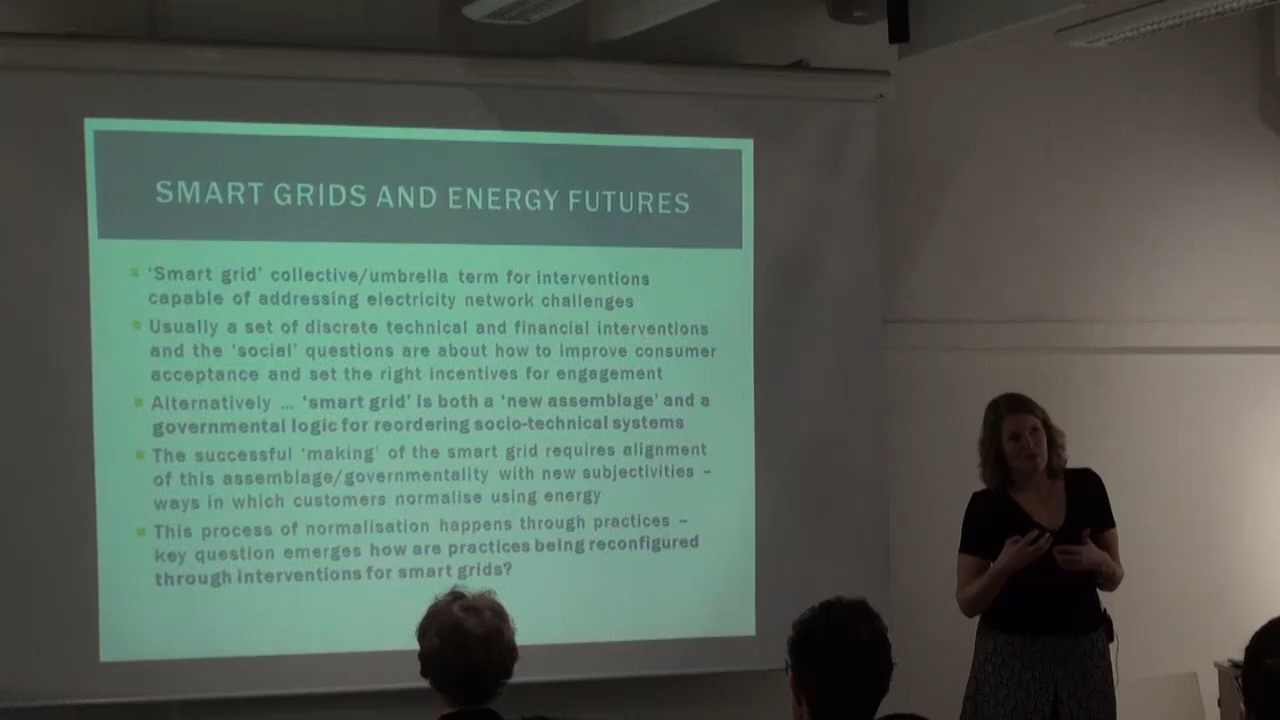 SMART GRIDS AND ENERGY FUTURES
‘Smart grid’ collective/umbrella term for interventions
capable of addressing electricity network challenges
Usually a set of discrete technical and financial interventions
and the ‘social’ questions are about how to improve consumer
acceptance and set the right incentives for engagement
Alternatively … ‘smart grid’ is both a ‘new assemblage’ and a
governmental logic for reordering socio-technical systems
The successful ‘making’ of the smart grid requires alignment
of this assemblage/governmentality with new subjectivities –
ways in which customers normalise using energy
This process of normalisation happens through practices –
key question emerges how are practices being reconfigured
through interventions for smart grids?